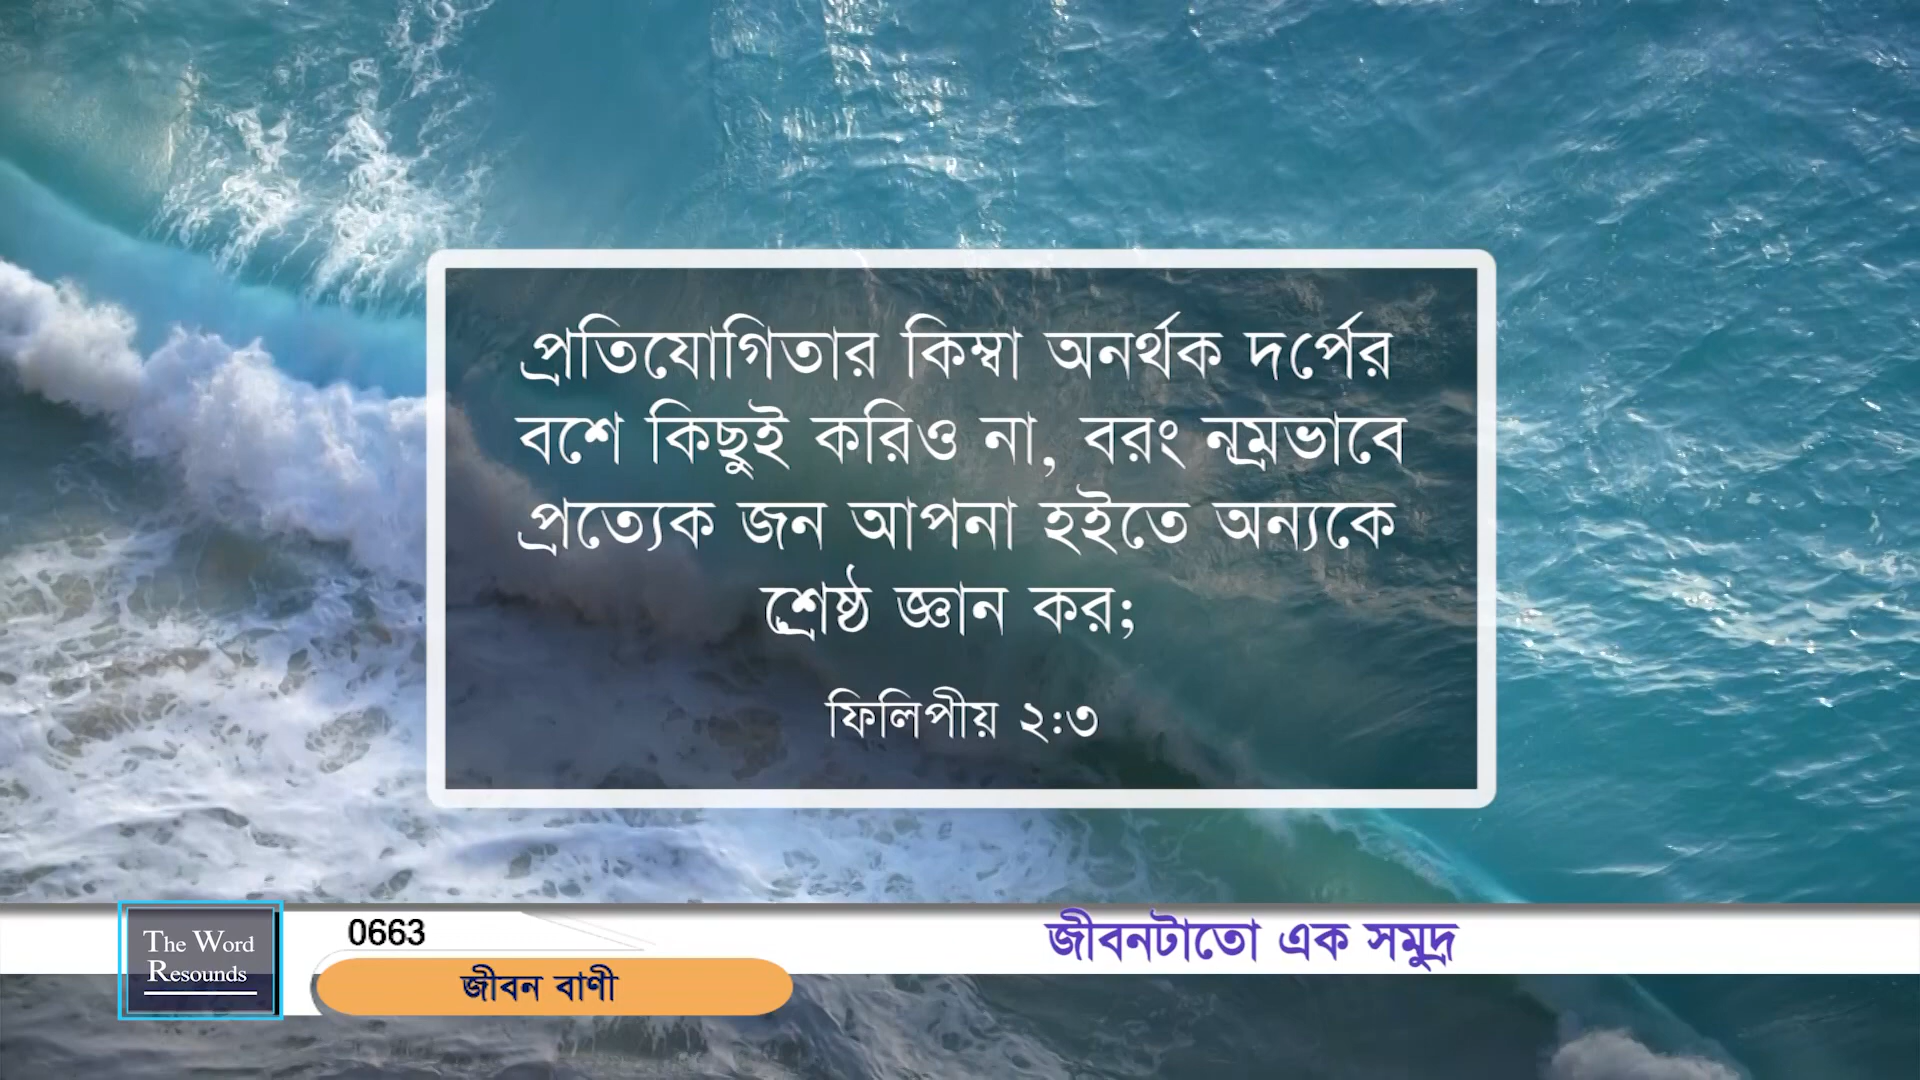 প্রতিযোগিতার কিম্বা অনর্থক দর্পের
বশে কিছুই করিও না, বরং নম্রভাবে
প্রত্যেক জন আপনা হইতে অন্যকে
শ্রেষ্ঠ জ্ঞান কর;
ফিলিপীয় ২:৩
The Word
Resounds
0663
জীবন বাণী
জীবনটাতো এক সমুদ্র